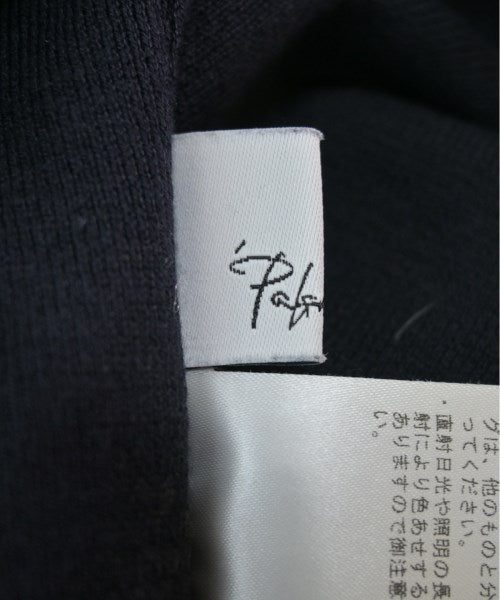 グは、他のものと分
ってください。
・直射日光や照明の長
射により色あせする
ありますので御注意
い。